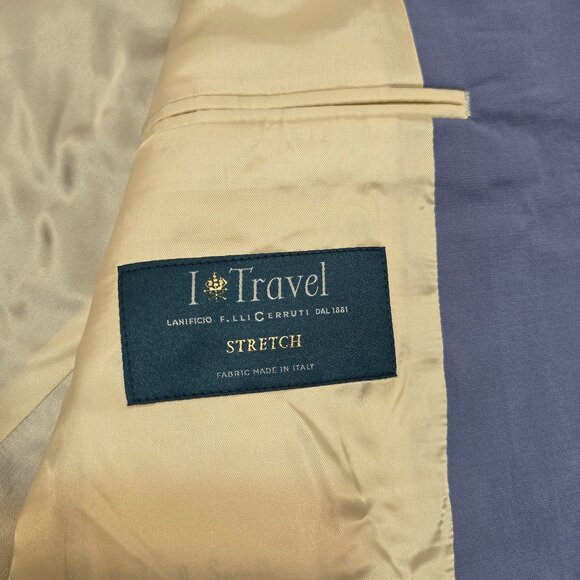 I Travel
LANIFICIO F.LLI CERRUTI DAL 1881
STRETCH
FABRIC MADE IN ITALY